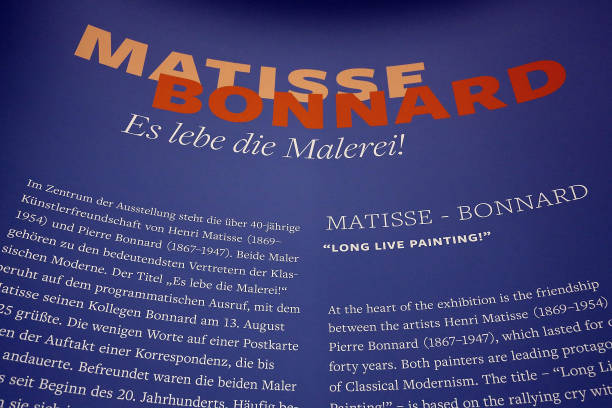 MATISSE
BONNARD
Es lebe die Malerei!
Im Zentrum der Ausstellung steht die über 40-jährige
Künstlerfreundschaft von Henri Matisse (1869–
1954) und Pierre Bonnard (1867–1947). Beide Maler
gehören zu den bedeutendsten Vertretern der Klas-
sischen Moderne. Der Titel „Es lebe die Malerei!“
beruht auf dem programmatischen Ausruf, mit dem
Matisse seinen Kollegen Bonnard am 13. August
25 grüßte. Die wenigen Worte auf einer Postkarte
en der Auftakt einer Korrespondenz, die bis
andauerte. Befreundet waren die beiden Maler
s seit Beginn des 20. Jahrhunderts. Häufig be-
n sie sich
MATISSE - BONNARD
“LONG LIVE PAINTING!”
At the heart of the exhibition is the friendship
between the artists Henri Matisse (1869–1954)
Pierre Bonnard (1867–1947), which lasted for
forty years. Both painters are leading protago
of Classical Modernism. The title – “Long Li
Painting!” – is based on the rallying cry wi